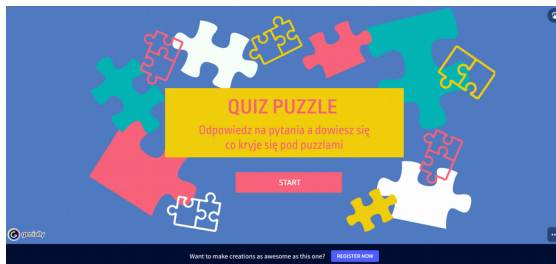 QUIZ PUZZLE
Odpowiedz na pytania a dowiesz się
co kryje się pod puzzlami
START
G genially
Want to make creations as awesome as this one?
REGISTER NOW